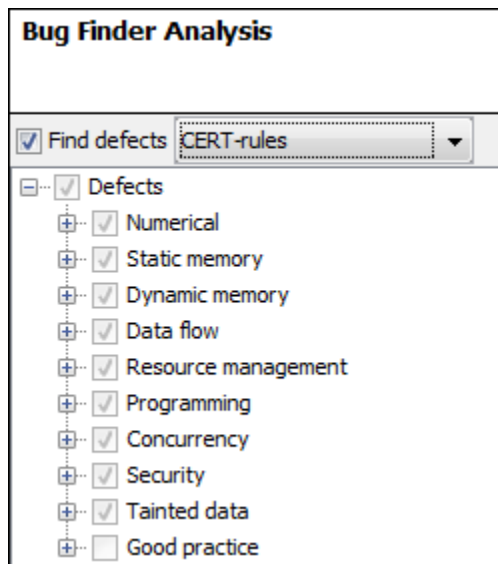 Bug Finder Analysis
Find defects CERT-rules
Defects
Numerical
Static memory
Dynamic memory
Data flow
Resource management
Programming
Concurrency
Security
Tainted data
Good practice